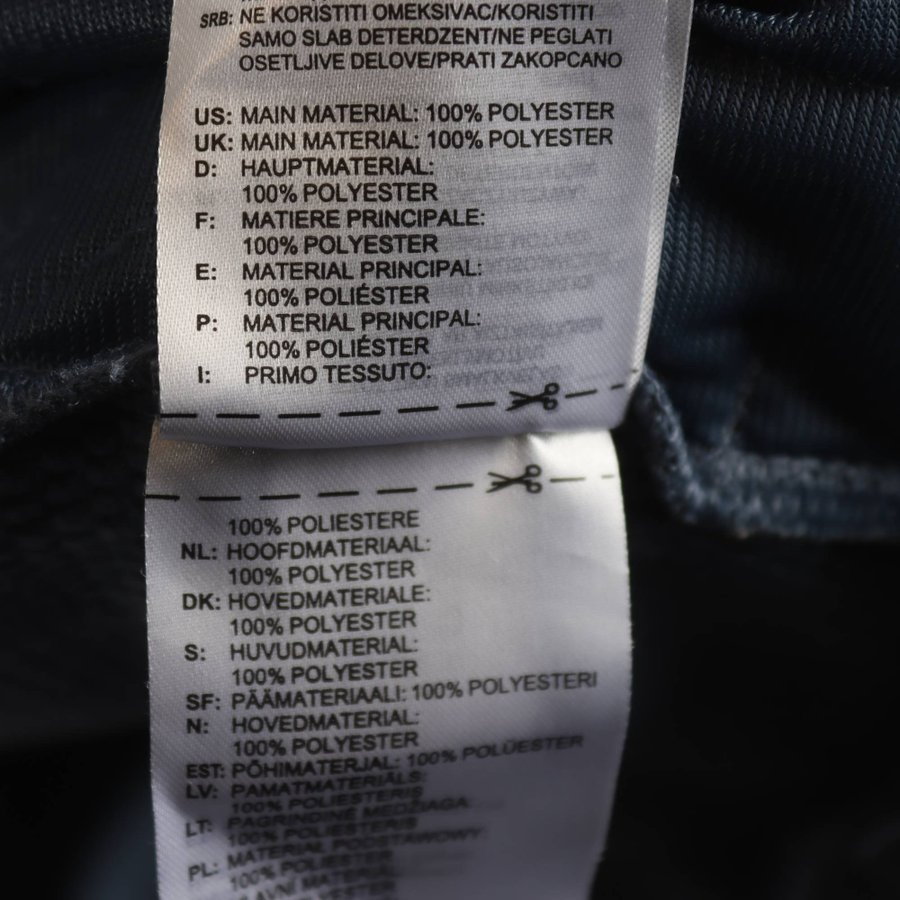 SRB: NE KORISTITI OMEKSIVAC/KORISTITI
SAMO SLAB DETERDZENT/NE PEGLATI
OSETLJIVE DELOVE/PRATI ZAKOPCANO
US: MAIN MATERIAL: 100% POLYESTER
UK: MAIN MATERIAL: 100% POLYESTER
D: HAUPTMATERIAL:
100% POLYESTER
F: MATIERE PRINCIPALE:
100% POLYESTER
E: MATERIAL PRINCIPAL:
100% POLIÉSTER
P: MATERIAL PRINCIPAL:
100% POLIÉSTER
I: PRIMO TESSUTO:
100% POLIESTERE
NL: HOOFDMATERIAAL:
100% POLYESTER
DK: HOVEDMATERIALE:
100% POLYESTER
S: HUVUDMATERIAL:
100% POLYESTER
SF: PÄÄMATERIAALI: 100% POLYESTERI
N: HOVEDMATERIAL:
100% POLYESTER
EST: PÕHIMATERJAL: 100% POLÜESTER
LV: PAMATMATERIĀLS:
100% POLIESTERIS
LT: PAGRINDINĖ MEDŽIAGA:
100% POLIESTERIS
PL: MATERIAŁ PODSTAWOWY:
100% POLIESTER
MATERIAL: